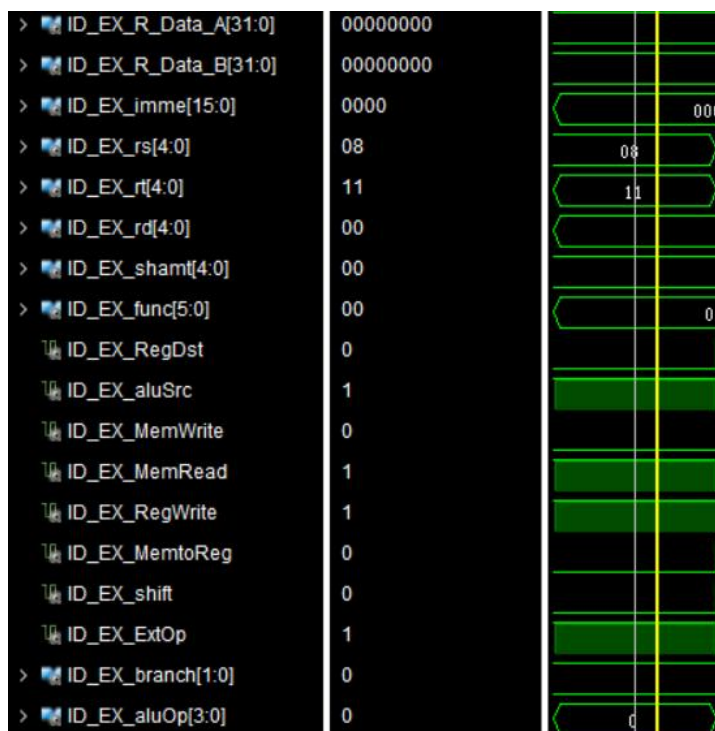 > ID_EX_R_Data_A[31:0] 00000000
> ID_EX_R_Data_B[31:0] 00000000
> ID_EX_imme[15:0] 0000 000
> ID_EX_rs[4:0] 08 08
> ID_EX_rt[4:0] 11 11
> ID_EX_rd[4:0] 00
> ID_EX_shamt[4:0] 00
> ID_EX_func[5:0] 00 0
ID_EX_RegDst 0
ID_EX_aluSrc 1
ID_EX_MemWrite 0
ID_EX_MemRead 1
ID_EX_RegWrite 1
ID_EX_MemtoReg 0
ID_EX_shift 0
ID_EX_ExtOp 1
> ID_EX_branch[1:0] 0
> ID_EX_aluOp[3:0] 0 0